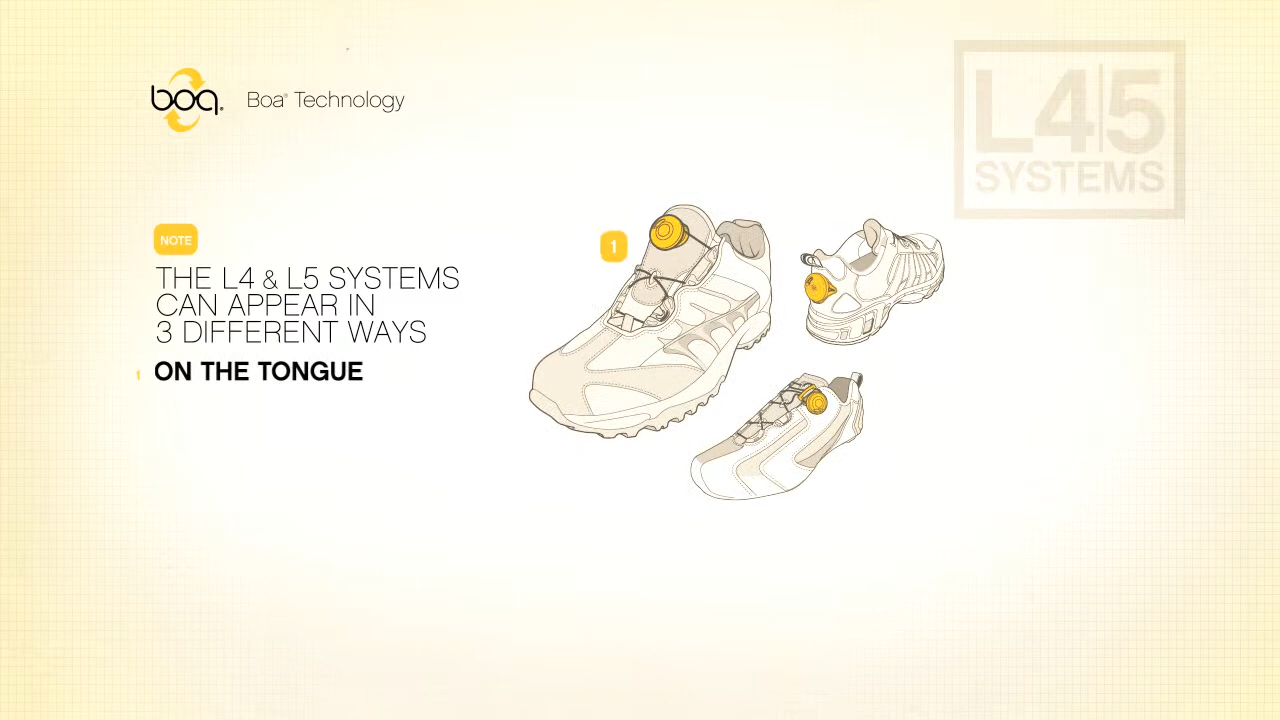 boa®
Boa® Technology
L4|5
SYSTEMS
NOTE
THE L4 & L5 SYSTEMS
CAN APPEAR IN
3 DIFFERENT WAYS
1 ON THE TONGUE
1